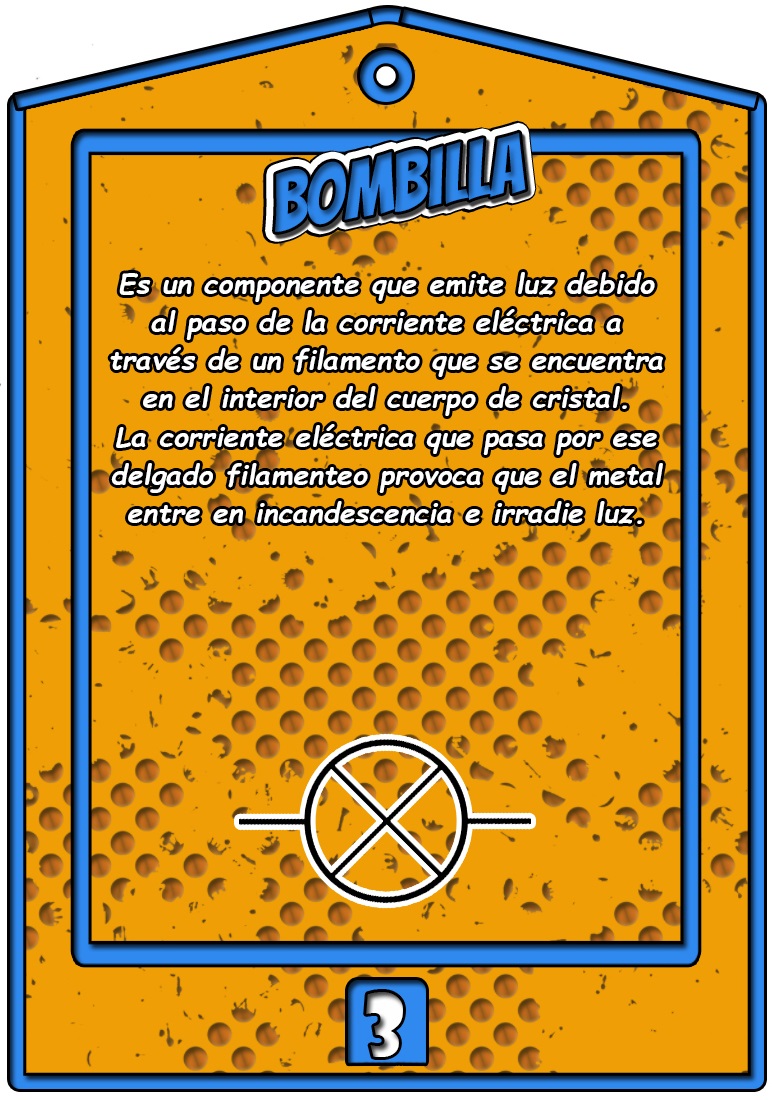 BOMBILLA
Es un componente que emite luz debido
al paso de la corriente eléctrica a
través de un filamento que se encuentra
en el interior del cuerpo de cristal.
La corriente eléctrica que pasa por ese
delgado filamenteo provoca que el metal
entre en incandescencia e irradie luz.
3